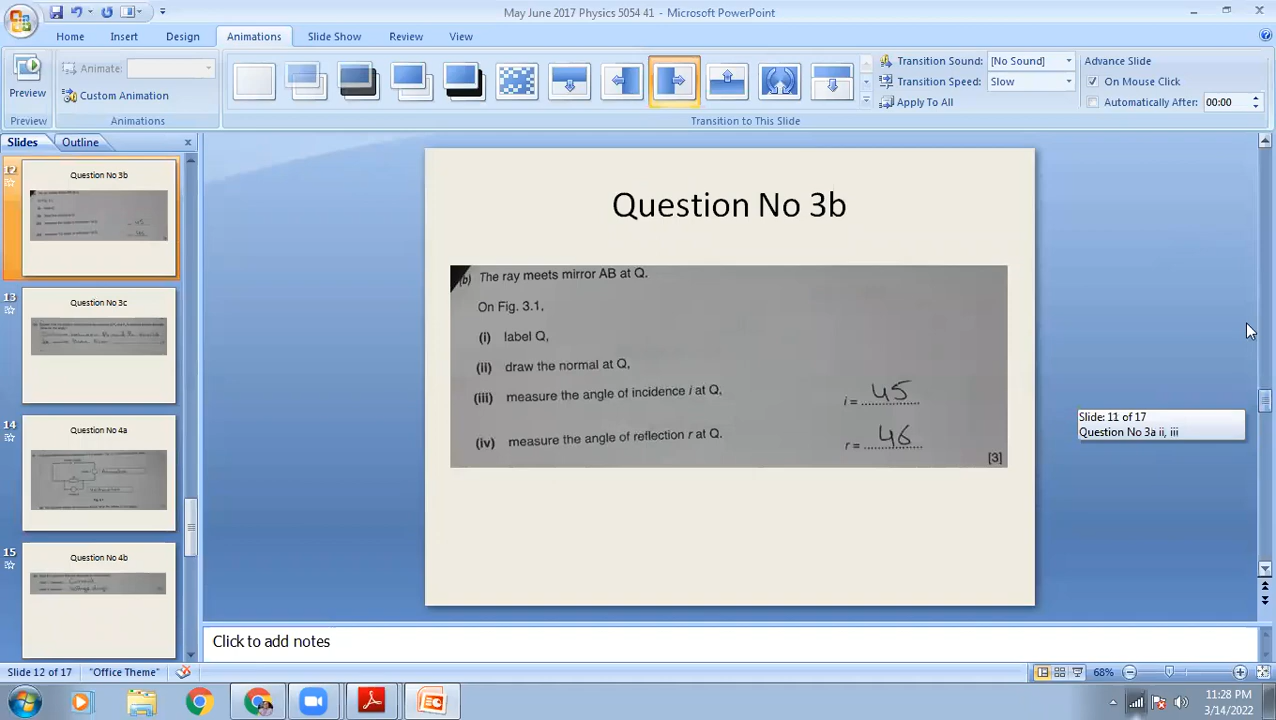 May June 2017 Physics 5054 41 - Microsoft PowerPoint
Home Insert Design Animations Slide Show Review View
Preview
Preview
Animate:
Custom Animation
Animations
Transition to This Slide
Transition Sound: [No Sound]
Transition Speed: Slow
Apply To All
Advance Slide
On Mouse Click
Automatically After: 00:00
Slides Outline
12
Question No 3b
13
Question No 3c
14
Question No 4a
15
Question No 4b
Question No 3b
(b) The ray meets mirror AB at Q.
On Fig. 3.1,
(i) label Q,
(ii) draw the normal at Q,
(iii) measure the angle of incidence i at Q,
i = 45
(iv) measure the angle of reflection r at Q.
r = 46
[3]
Slide: 11 of 17
Question No 3a ii, iii
Click to add notes
Slide 12 of 17 "Office Theme" 68%
11:28 PM
3/14/2022